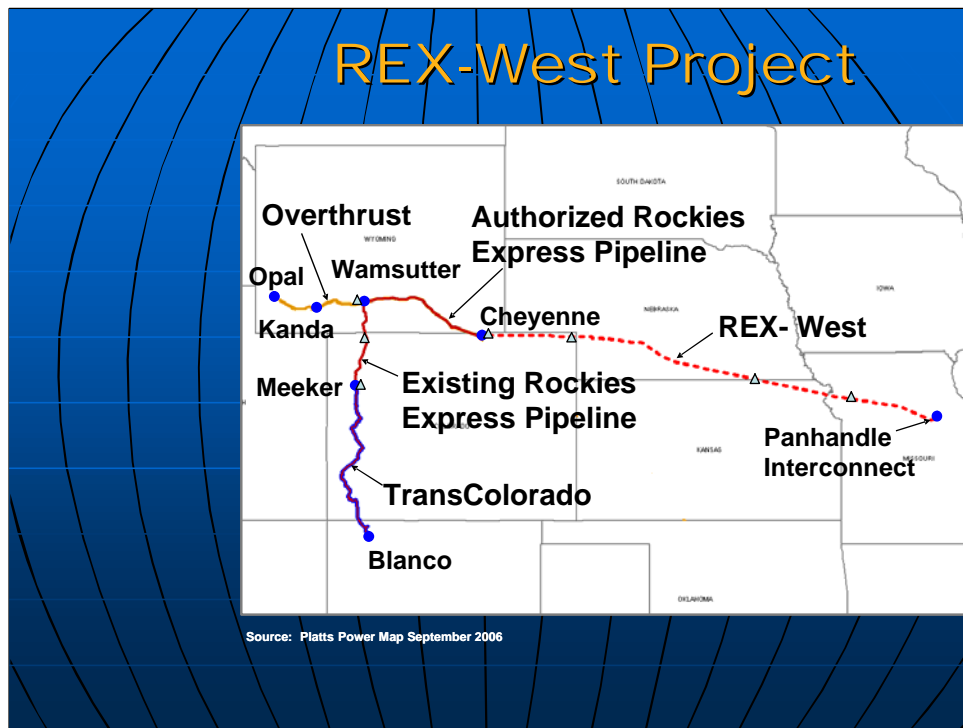 REX-West Project
SOUTH DAKOTA
Overthrust
Authorized Rockies
Express Pipeline
WYOMING
Opal
Wamsutter
IOWA
Kanda
Cheyenne
NEBRASKA
REX- West
Meeker
Existing Rockies
Express Pipeline
COLORADO
Panhandle
Interconnect
KANSAS
MISSOURI
TransColorado
Blanco
OKLAHOMA
Source: Platts Power Map September 2006